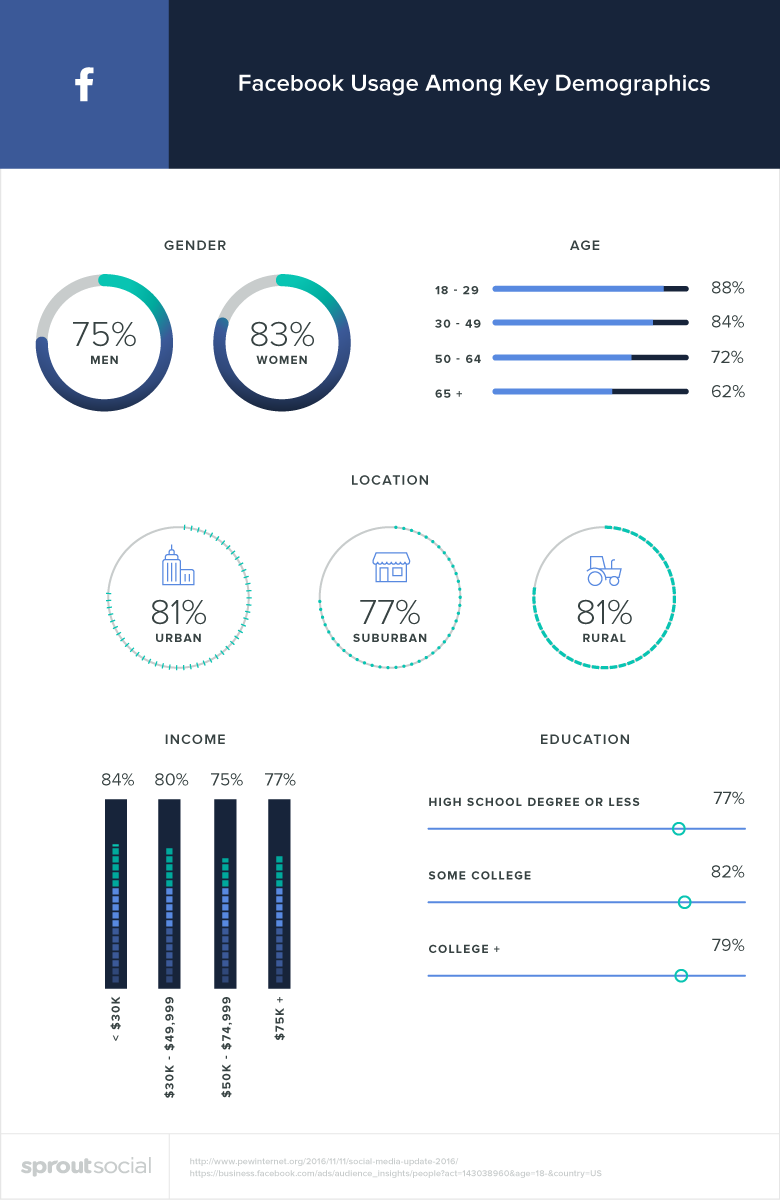 f
Facebook Usage Among Key Demographics
GENDER
75%
MEN
83%
WOMEN
AGE
18 - 29 88%
30 - 49 84%
50 - 64 72%
65 + 62%
LOCATION
81%
URBAN
77%
SUBURBAN
81%
RURAL
INCOME
84% 80% 75% 77%
< $30K
$30K - $49,999
$50K - $74,999
$75K +
EDUCATION
HIGH SCHOOL DEGREE OR LESS 77%
SOME COLLEGE 82%
COLLEGE + 79%
sproutsocial
http://www.pewinternet.org/2016/11/11/social-media-update-2016/
https://business.facebook.com/ads/audience_insights/people?act=143038960&age=18-&country=US